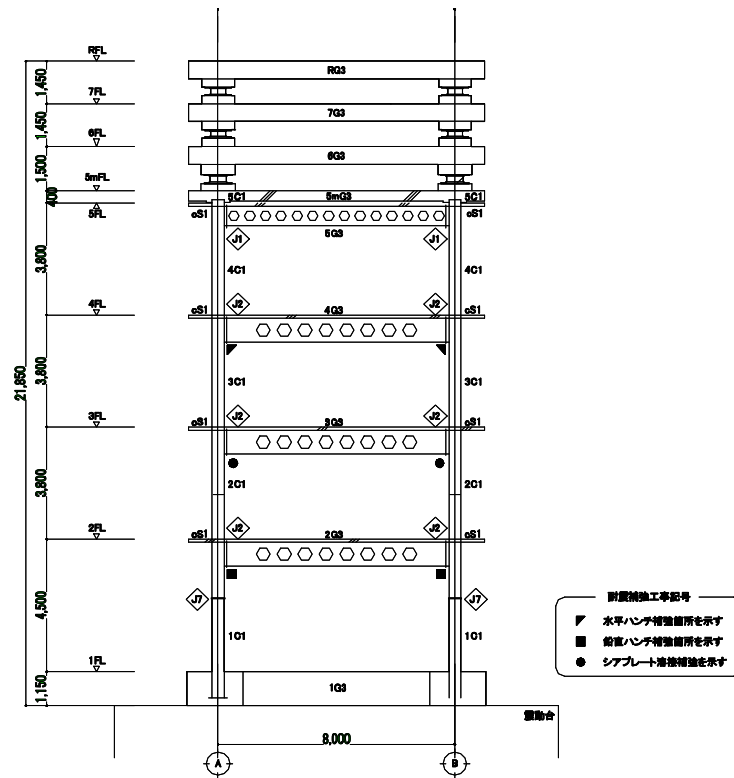 RFL
RG3
1,450
7FL
7G3
1,450
6FL
6G3
1,500
5mFL
5C1 5mG3 5C1
400
5FL
cS1 cS1
5G3
J1 J1
3,800
4C1 4C1
J2 J2
4FL
cS1 4G3 cS1
21,850
3,800
3C1 3C1
J2 J2
3FL
cS1 3G3 cS1
3,800
2C1 2C1
J2 J2
2FL
cS1 2G3 cS1
4,500
J7 J7
1C1 1C1
1FL
1,150
1G3
震動台
8,000
A B
耐震補強工事記号
水平ハンチ補強箇所を示す
鉛直ハンチ補強箇所を示す
シアプレート溶接補強を示す